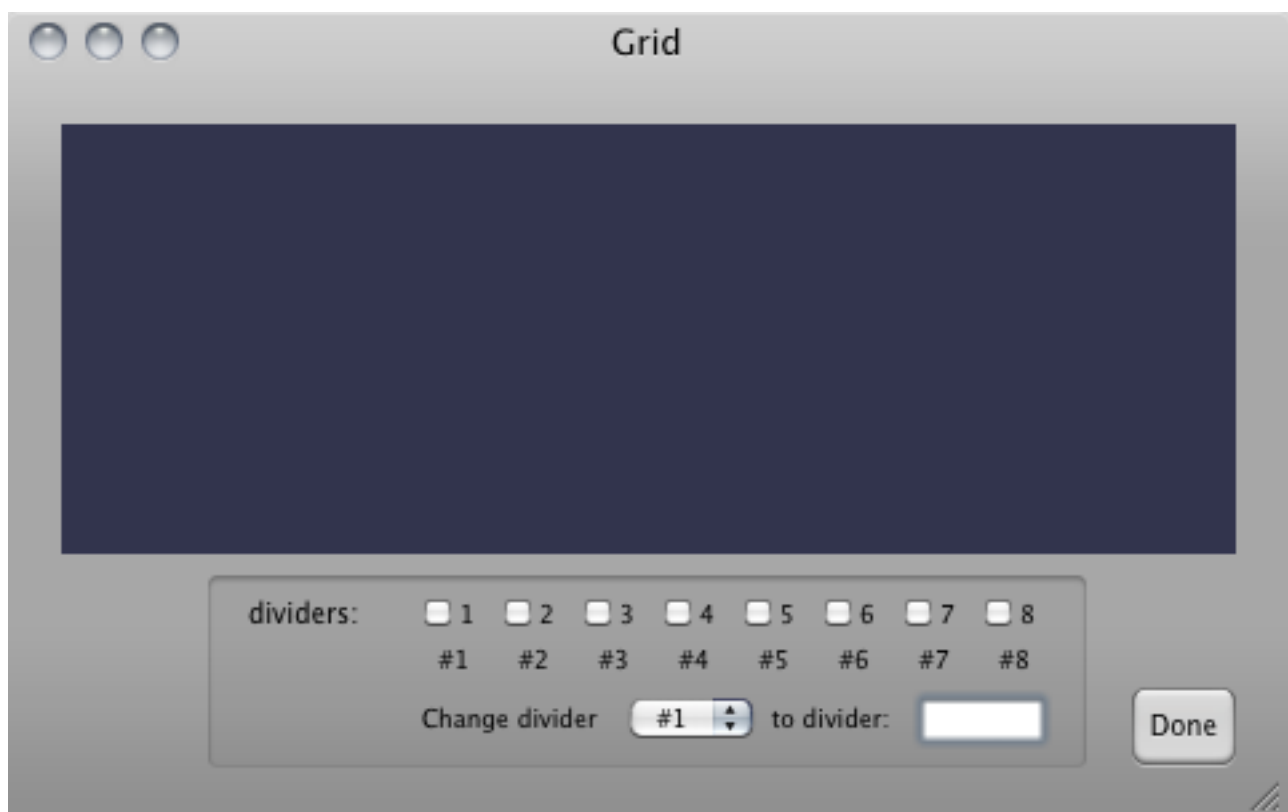 Grid
dividers: 1 2 3 4 5 6 7 8
#1 #2 #3 #4 #5 #6 #7 #8
Change divider #1 to divider:
Done